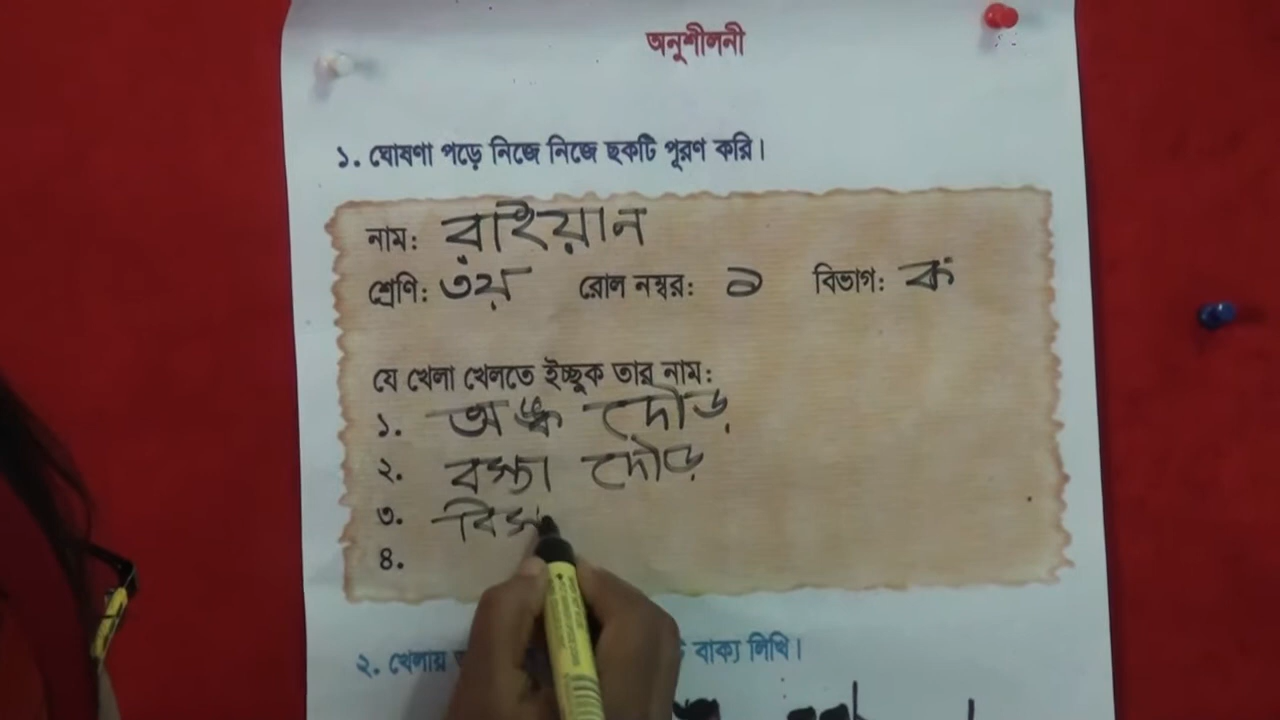 অনুশীলনী
১. ঘোষণা পড়ে নিজে নিজে ছকটি পূরণ করি।
নাম: রাইয়ান
শ্রেণি: ৩য় রোল নম্বর: ১ বিভাগ: ক
যে খেলা খেলতে ইচ্ছুক তার নাম:
১. অঙ্ক দৌড়
২. বস্তা দৌড়
৩. বিস
৪.
২. খেলায় বাক্য লিখি।